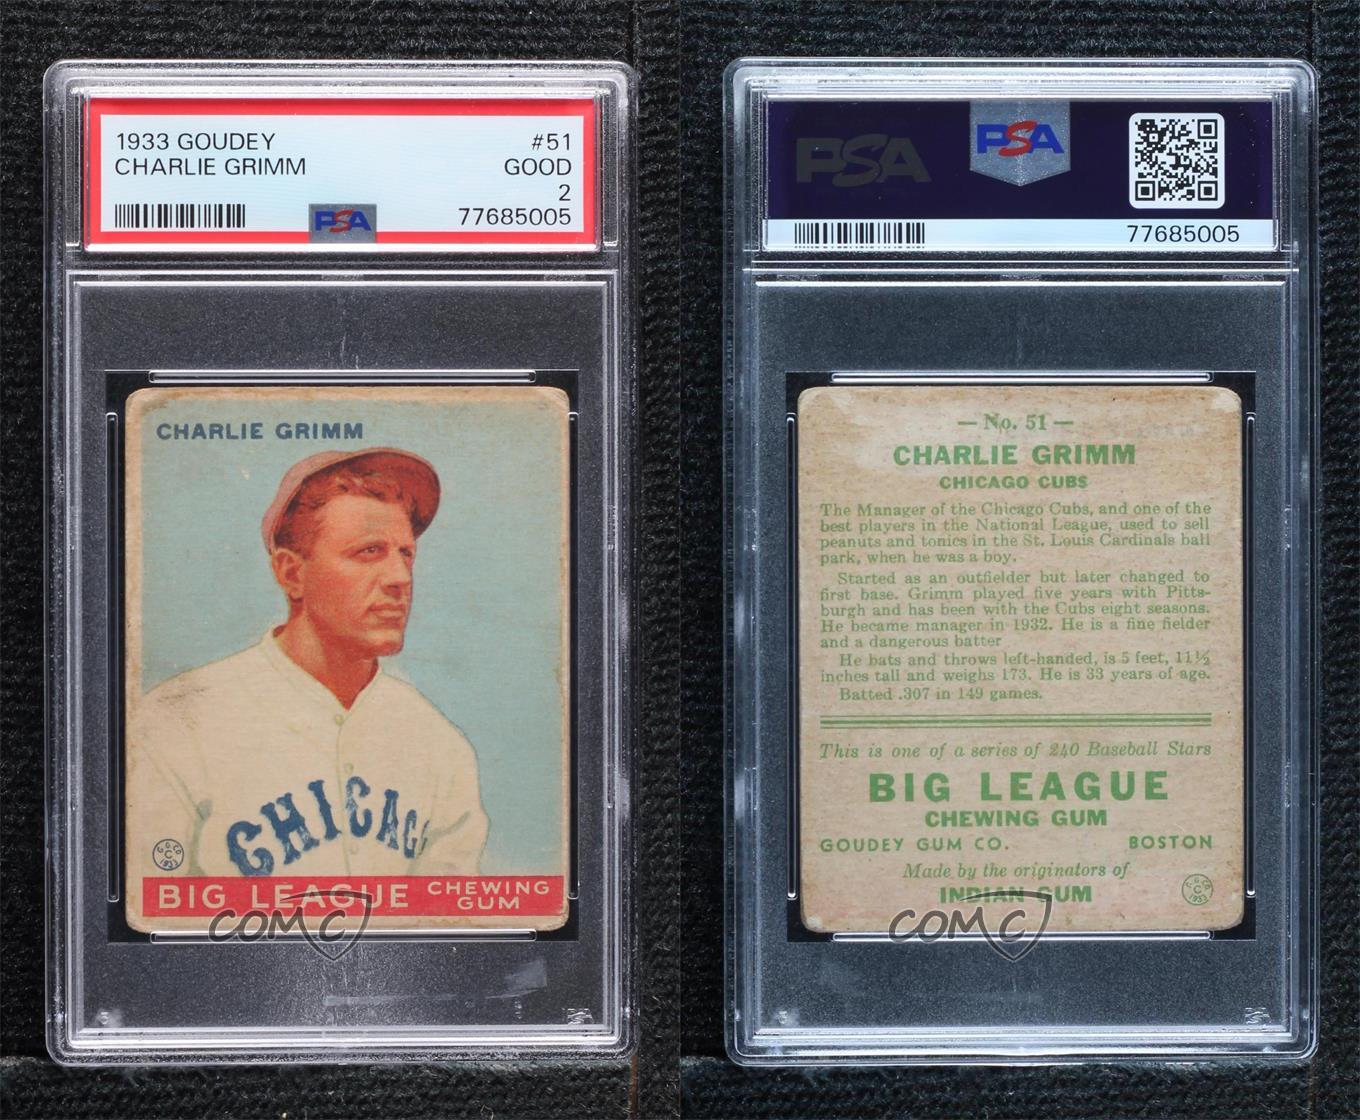 1933 GOUDEY #51
CHARLIE GRIMM GOOD
2
PSA 77685005
CHARLIE GRIMM
CHICAGO
G.G.CO.
C
1933
BIG LEAGUE CHEWING GUM
COMC
PSA
PSA
77685005
— No. 51 —
CHARLIE GRIMM
CHICAGO CUBS
The Manager of the Chicago Cubs, and one of the
best players in the National League, used to sell
peanuts and tonics in the St. Louis Cardinals ball
park, when he was a boy.
Started as an outfielder but later changed to
first base. Grimm played five years with Pitts-
burgh and has been with the Cubs eight seasons.
He became manager in 1932. He is a fine fielder
and a dangerous batter
He bats and throws left-handed, is 5 feet, 11½
inches tall and weighs 173. He is 33 years of age.
Batted .307 in 149 games.
This is one of a series of 240 Baseball Stars
BIG LEAGUE
CHEWING GUM
GOUDEY GUM CO. BOSTON
Made by the originators of
INDIAN GUM
G.G.CO.
C
1933
COMC